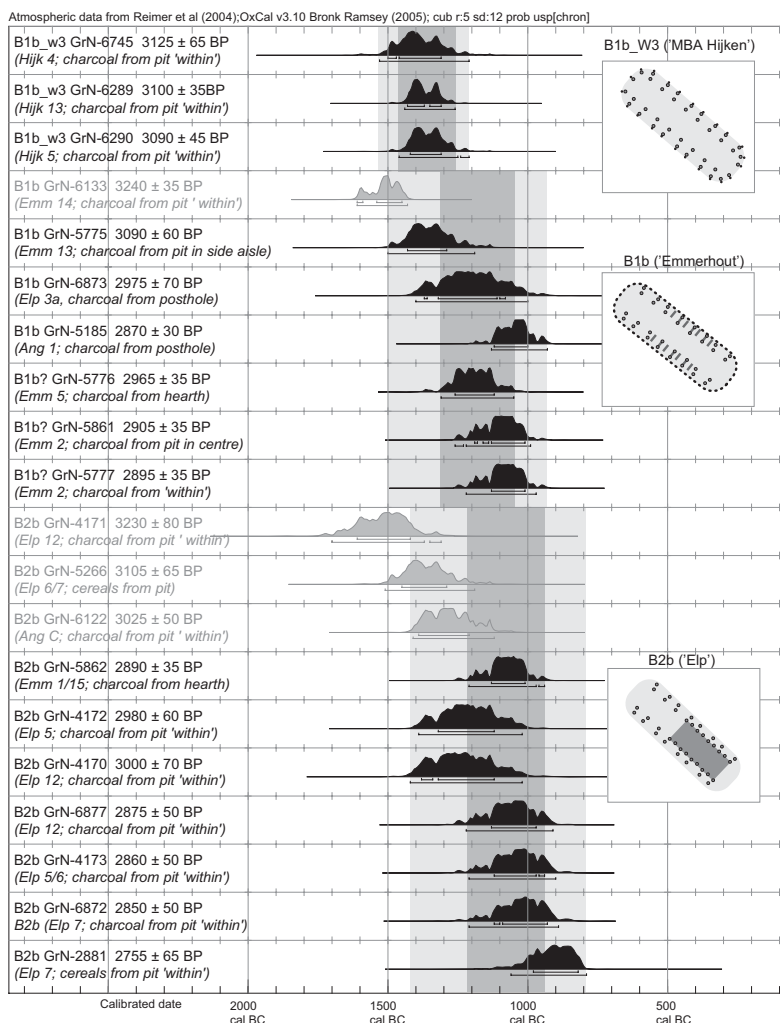 Atmospheric data from Reimer et al (2004);OxCal v3.10 Bronk Ramsey (2005); cub r:5 sd:12 prob usp[chron]
B1b_w3 GrN-6745 3125 ± 65 BP
(Hijk 4; charcoal from pit 'within')
B1b_w3 GrN-6289 3100 ± 35BP
(Hijk 13; charcoal from pit 'within')
B1b_w3 GrN-6290 3090 ± 45 BP
(Hijk 5; charcoal from pit 'within')
B1b GrN-6133 3240 ± 35 BP
(Emm 14; charcoal from pit ' within')
B1b GrN-5775 3090 ± 60 BP
(Emm 13; charcoal from pit in side aisle)
B1b GrN-6873 2975 ± 70 BP
(Elp 3a, charcoal from posthole)
B1b GrN-5185 2870 ± 30 BP
(Ang 1; charcoal from posthole)
B1b? GrN-5776 2965 ± 35 BP
(Emm 5; charcoal from hearth)
B1b? GrN-5861 2905 ± 35 BP
(Emm 2; charcoal from pit in centre)
B1b? GrN-5777 2895 ± 35 BP
(Emm 2; charcoal from 'within')
B2b GrN-4171 3230 ± 80 BP
(Elp 12; charcoal from pit ' within')
B2b GrN-5266 3105 ± 65 BP
(Elp 6/7; cereals from pit)
B2b GrN-6122 3025 ± 50 BP
(Ang C; charcoal from pit ' within')
B2b GrN-5862 2890 ± 35 BP
(Emm 1/15; charcoal from hearth)
B2b GrN-4172 2980 ± 60 BP
(Elp 5; charcoal from pit 'within')
B2b GrN-4170 3000 ± 70 BP
(Elp 12; charcoal from pit 'within')
B2b GrN-6877 2875 ± 50 BP
(Elp 12; charcoal from pit 'within')
B2b GrN-4173 2860 ± 50 BP
(Elp 5/6; charcoal from pit 'within')
B2b GrN-6872 2850 ± 50 BP
B2b (Elp 7; charcoal from pit 'within')
B2b GrN-2881 2755 ± 65 BP
(Elp 7; cereals from pit 'within')
B1b_W3 ('MBA Hijken')
B1b ('Emmerhout')
B2b ('Elp')
Calibrated date 2000 1500 1000 500
cal BC cal BC cal BC cal BC